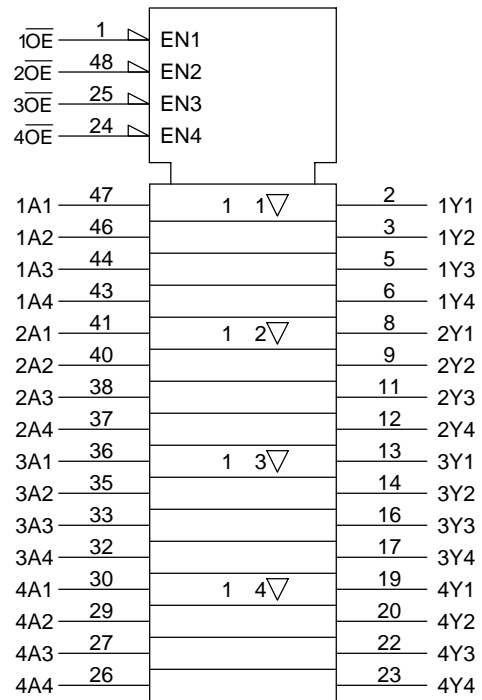 1OE 1 EN1
2OE 48 EN2
3OE 25 EN3
4OE 24 EN4
1A1 47 1 1▽ 2 1Y1
1A2 46 3 1Y2
1A3 44 5 1Y3
1A4 43 6 1Y4
2A1 41 1 2▽ 8 2Y1
2A2 40 9 2Y2
2A3 38 11 2Y3
2A4 37 12 2Y4
3A1 36 1 3▽ 13 3Y1
3A2 35 14 3Y2
3A3 33 16 3Y3
3A4 32 17 3Y4
4A1 30 1 4▽ 19 4Y1
4A2 29 20 4Y2
4A3 27 22 4Y3
4A4 26 23 4Y4